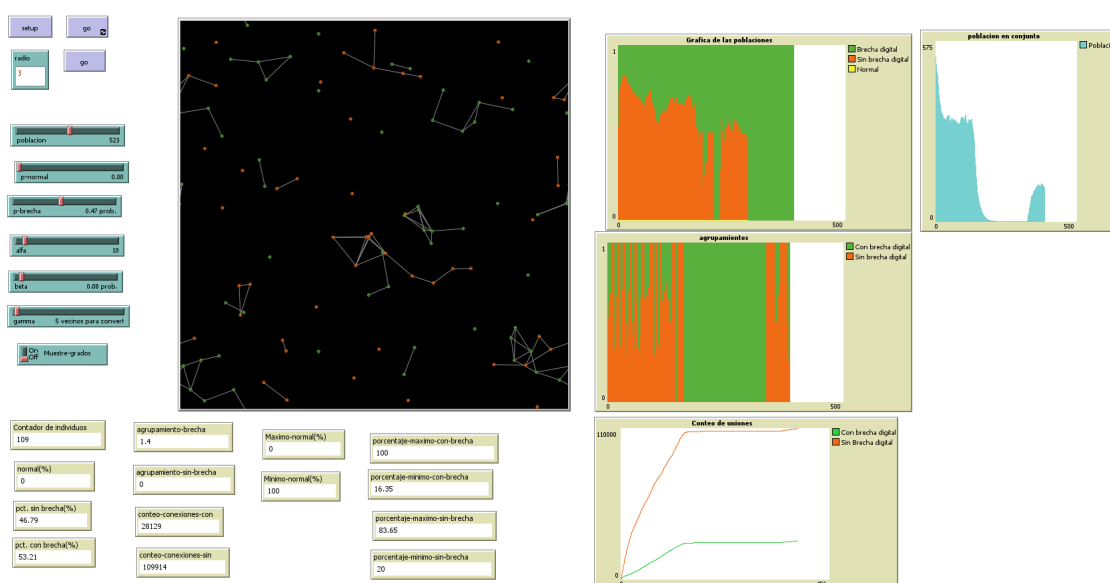 setup
go
radio
3
go
poblacion 523
p-normal 0.00
p-brecha 0.47 prob.
alfa 10
beta 0.08 prob.
gamma 5 vecinos para convert
On
Off
Muestre-grados
Grafica de las poblaciones
1
0
0
500
Brecha digital
Sin brecha digital
Normal
poblacion en conjunto
575
0
0
500
Poblaci
agrupamientos
1
0
0
500
Con brecha digital
Sin brecha digital
Conteo de uniones
110000
0
0
Con brecha digital
Sin Brecha digital
Contador de individuos
109
normal(%)
0
pct. sin brecha(%)
46.79
pct. con brecha(%)
53.21
agrupamiento-brecha
1.4
agrupamiento-sin-brecha
0
conteo-conexiones-con
28129
conteo-conexiones-sin
109914
Maximo-normal(%)
0
Minimo-normal(%)
100
porcentaje-maximo-con-brecha
100
porcentaje-minimo-con-brecha
16.35
porcentaje-maximo-sin-brecha
83.65
porcentaje-minimo-sin-brecha
20